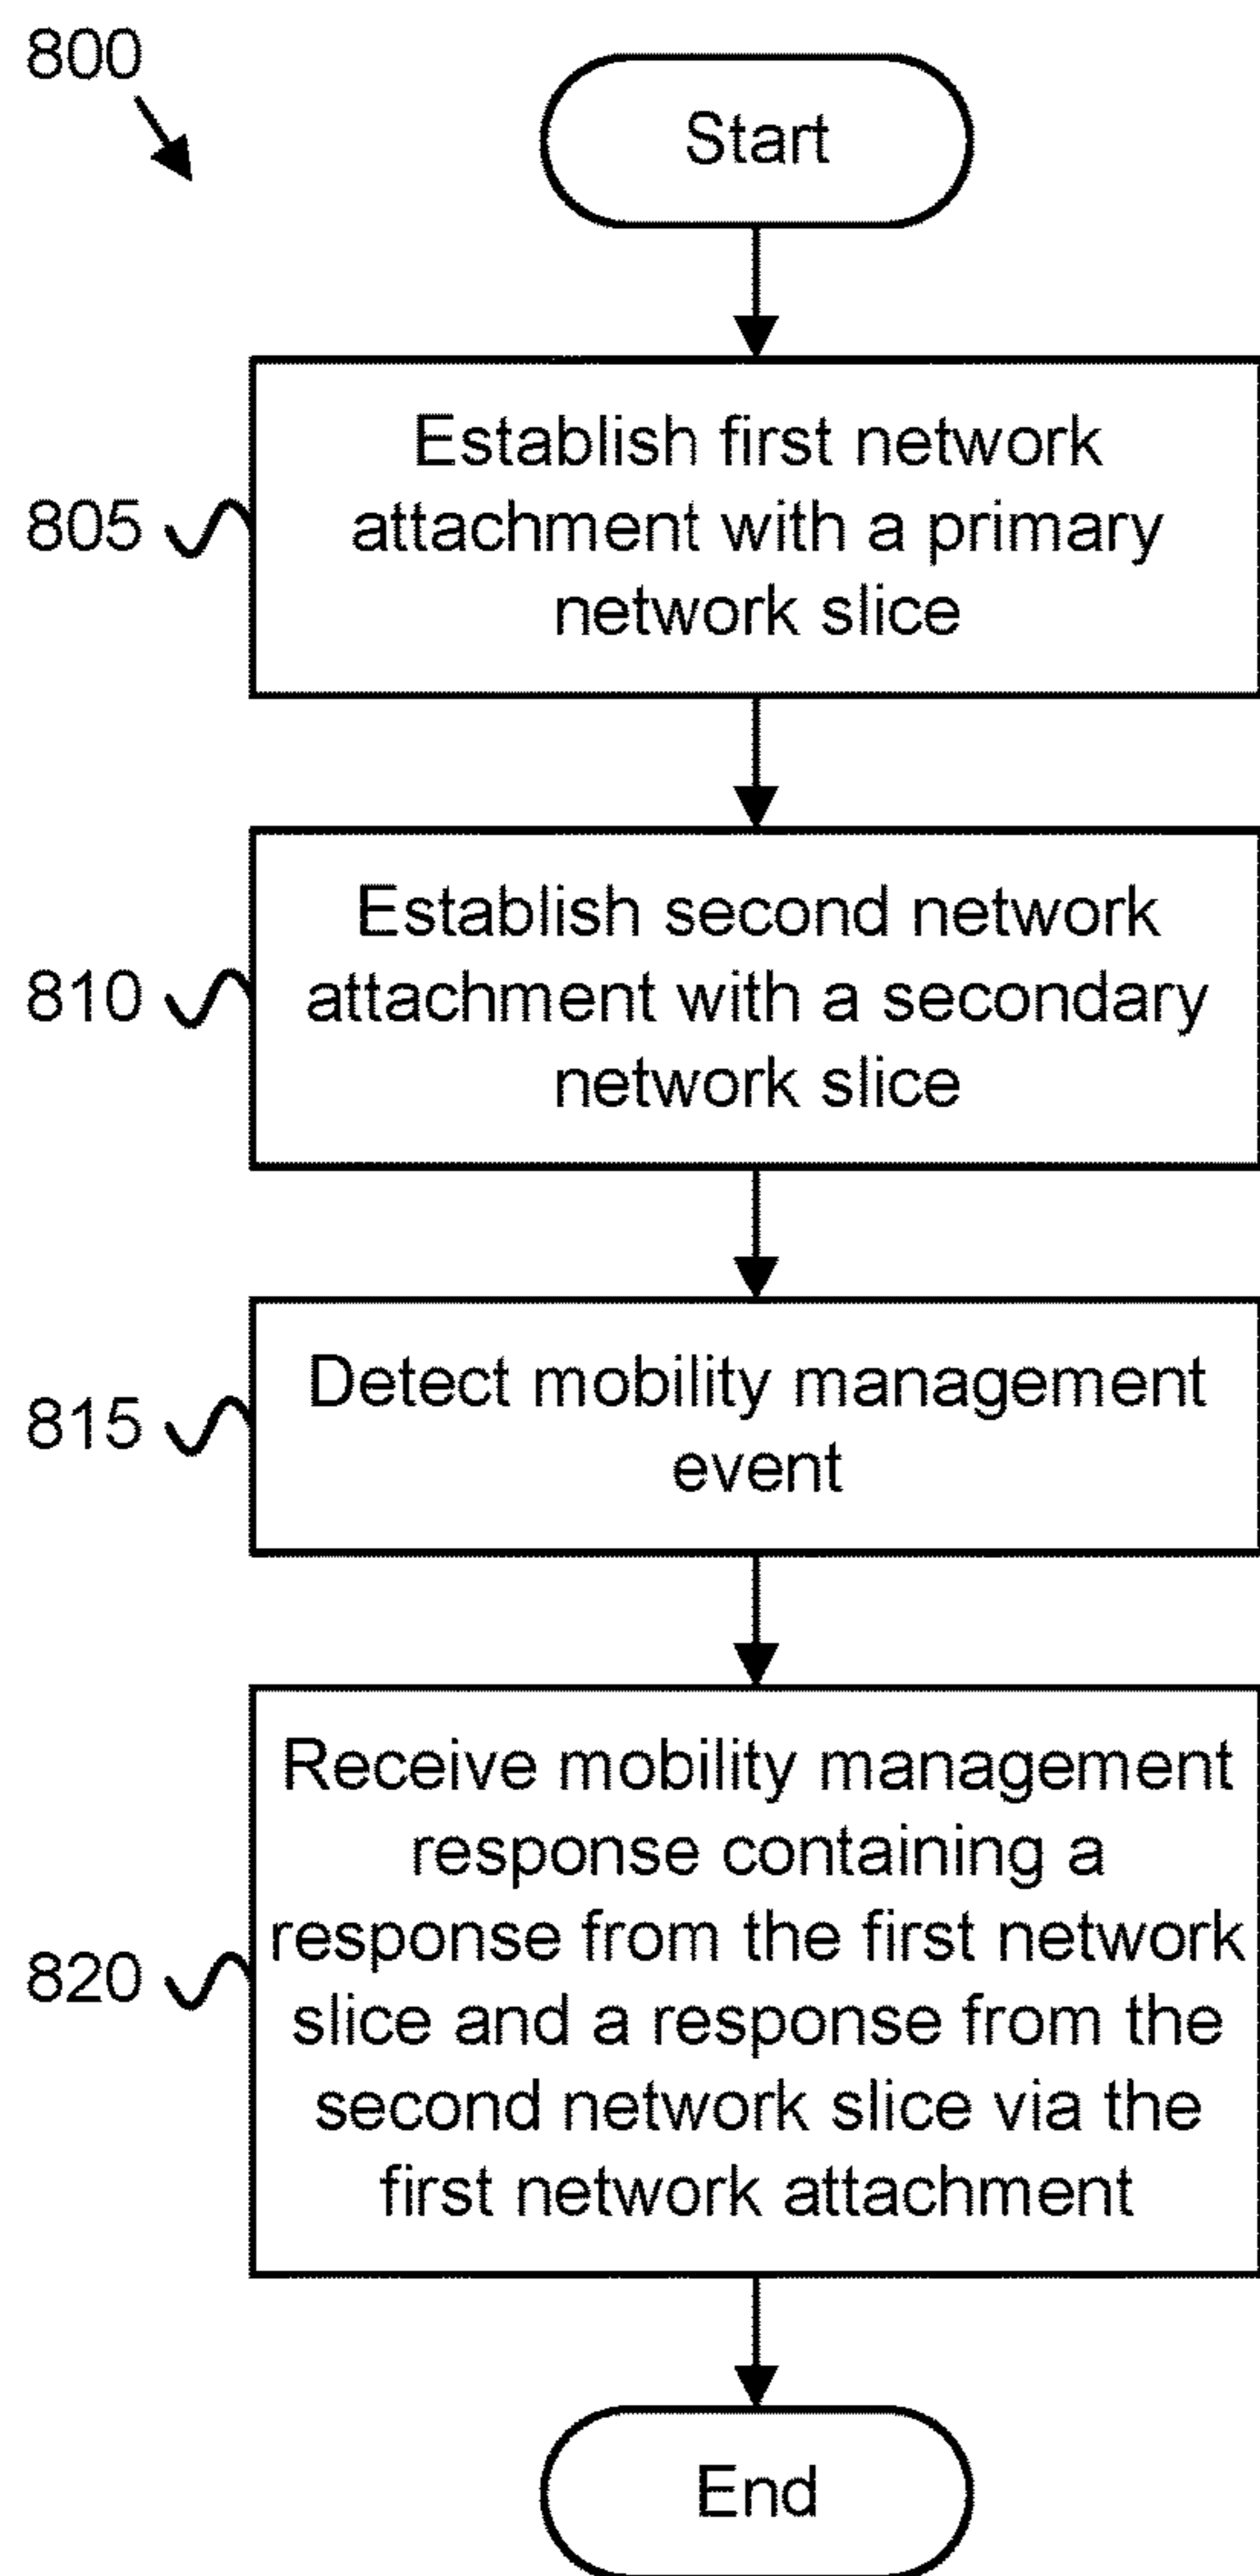 800
Start
Establish first network
attachment with a primary
network slice
805
Establish second network
attachment with a secondary
network slice
810
Detect mobility management
event
815
Receive mobility management
response containing a
response from the first network
slice and a response from the
second network slice via the
first network attachment
820
End